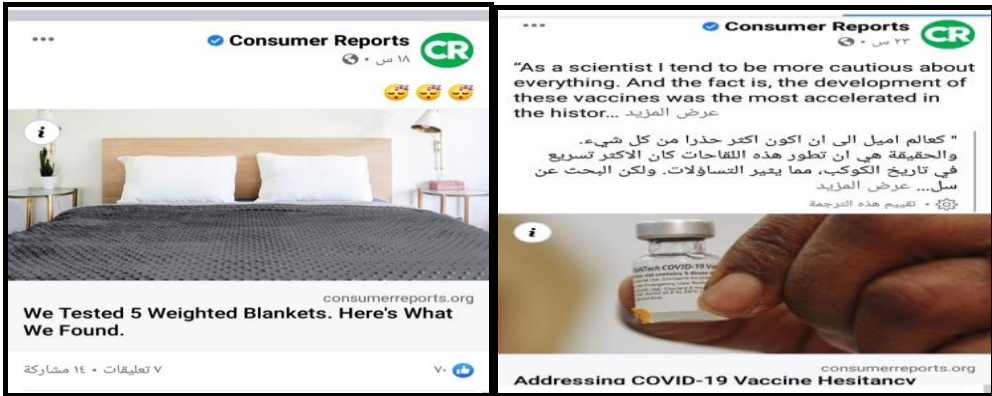 Consumer Reports
CR
١٨ س
i
consumerreports.org
We Tested 5 Weighted Blankets. Here's What
We Found.
٧ تعليقات • ١٤ مشاركة
٧٠
Consumer Reports
CR
٢٣ س
"As a scientist I tend to be more cautious about
everything. And the fact is, the development of
these vaccines was the most accelerated in
the histor... عرض المزيد
" كعالم اميل الى ان اكون اكثر حذرا من كل شيء.
والحقيقة هي ان تطور هذه اللقاحات كان الاكثر تسريع
في تاريخ الكوكب، مما يثير التساؤلات. ولكن البحث عن
سل... عرض المزيد
تقييم هذه الترجمة
i
COVID-19
consumerreports.org
Addressing COVID-19 Vaccine Hesitancy